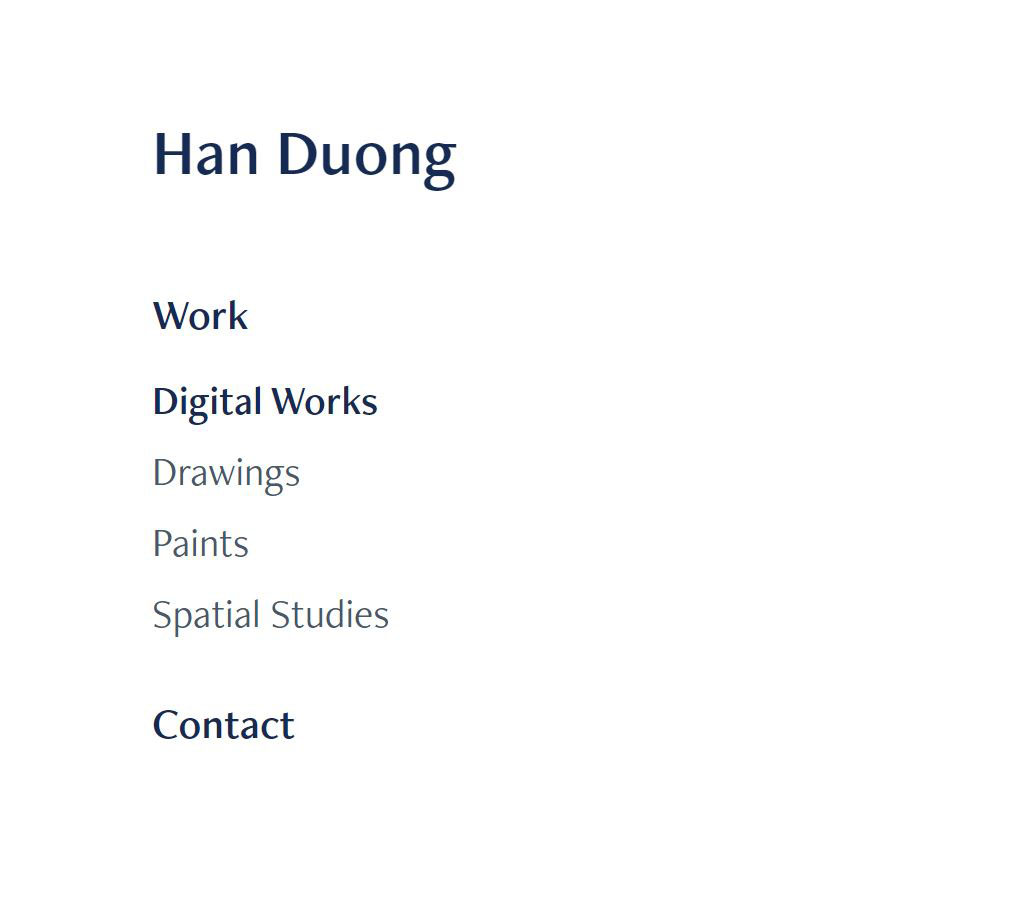 Han Duong
Work
Digital Works
Drawings
Paints
Spatial Studies
Contact